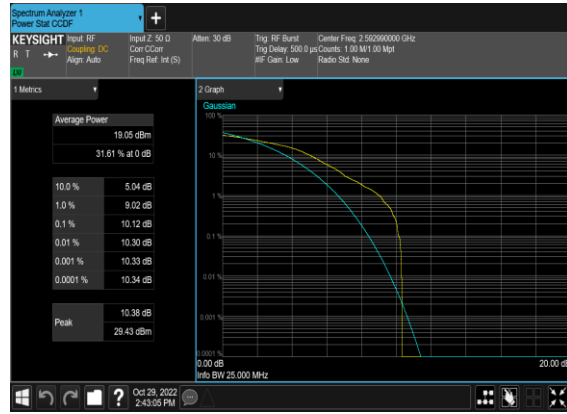 Spectrum Analyzer 1
Power Stat CCDF
+
KEYSIGHT
R T
LXI
Input: RF
Coupling: DC
Align: Auto
Input Z: 50 Ω
Corr CCorr
Freq Ref: Int (S)
Atten: 30 dB
Trig: RF Burst
Trig Delay: 500.0 µs
#IF Gain: Low
Center Freq: 2.592990000 GHz
Counts: 1.00 M/1.00 Mpt
Radio Std: None
1 Metrics
Average Power
19.05 dBm
31.61 % at 0 dB
10.0 % 5.04 dB
1.0 % 9.02 dB
0.1 % 10.12 dB
0.01 % 10.30 dB
0.001 % 10.33 dB
0.0001 % 10.34 dB
Peak
10.38 dB
29.43 dBm
2 Graph
Gaussian
100 %
10 %
1 %
0.1 %
0.01 %
0.001 %
0.0001 %
0.00 dB
20.00 dB
Info BW 25.000 MHz
?
Oct 29, 2022
2:43:05 PM